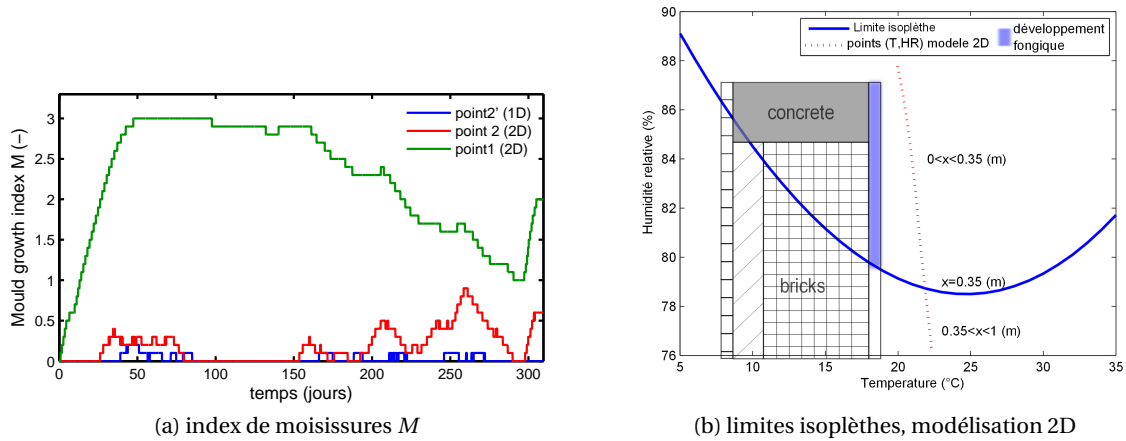 Mould growth index M (–)
3
2.5
2
1.5
1
0.5
0
0 50 100 150 200 250 300
temps (jours)
point2' (1D)
point 2 (2D)
point1 (2D)
(a) index de moisissures M
Humidité relative (%)
90
88
86
84
82
80
78
76
5 10 15 20 25 30 35
Temperature (°C)
Limite isoplèthe
points (T,HR) modele 2D
développement
fongique
concrete
bricks
0<x<0.35 (m)
x=0.35 (m)
0.35<x<1 (m)
(b) limites isoplèthes, modélisation 2D